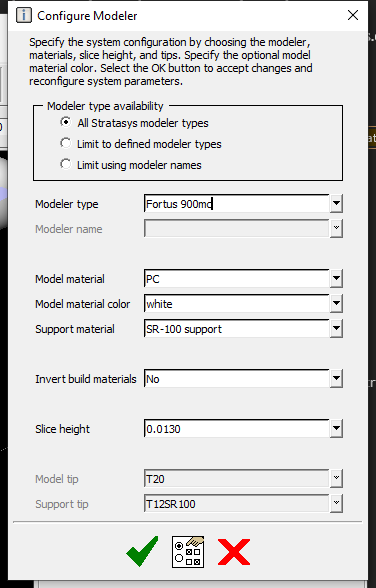 Configure Modeler
Specify the system configuration by choosing the modeler,
materials, slice height, and tips. Specify the optional model
material color. Select the OK button to accept changes and
reconfigure system parameters.
Modeler type availability
All Stratasys modeler types
Limit to defined modeler types
Limit using modeler names
Modeler type Fortus 900mc
Modeler name
Model material PC
Model material color white
Support material SR-100 support
Invert build materials No
Slice height 0.0130
Model tip T20
Support tip T12SR100